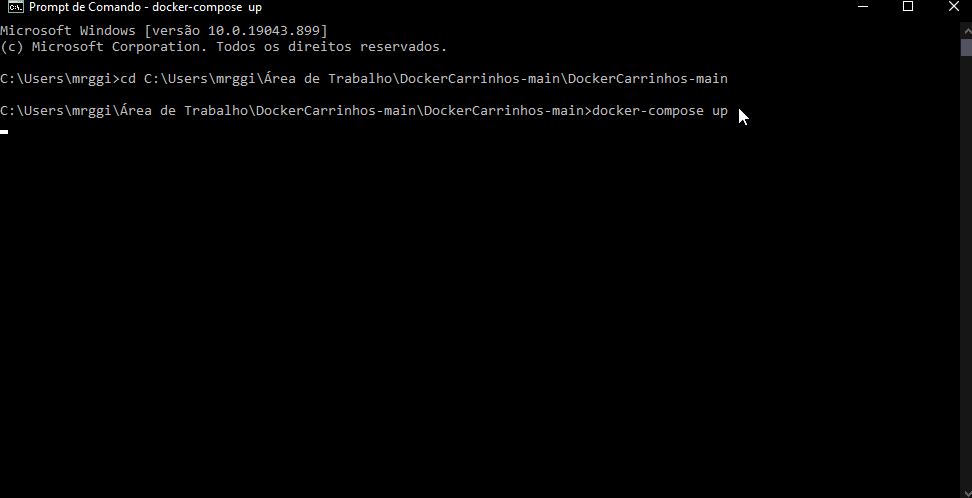 Prompt de Comando - docker-compose up
Microsoft Windows [versão 10.0.19043.899]
(c) Microsoft Corporation. Todos os direitos reservados.
C:\Users\mrggi>cd C:\Users\mrggi\Área de Trabalho\DockerCarrinhos-main\DockerCarrinhos-main
C:\Users\mrggi\Área de Trabalho\DockerCarrinhos-main\DockerCarrinhos-main>docker-compose up